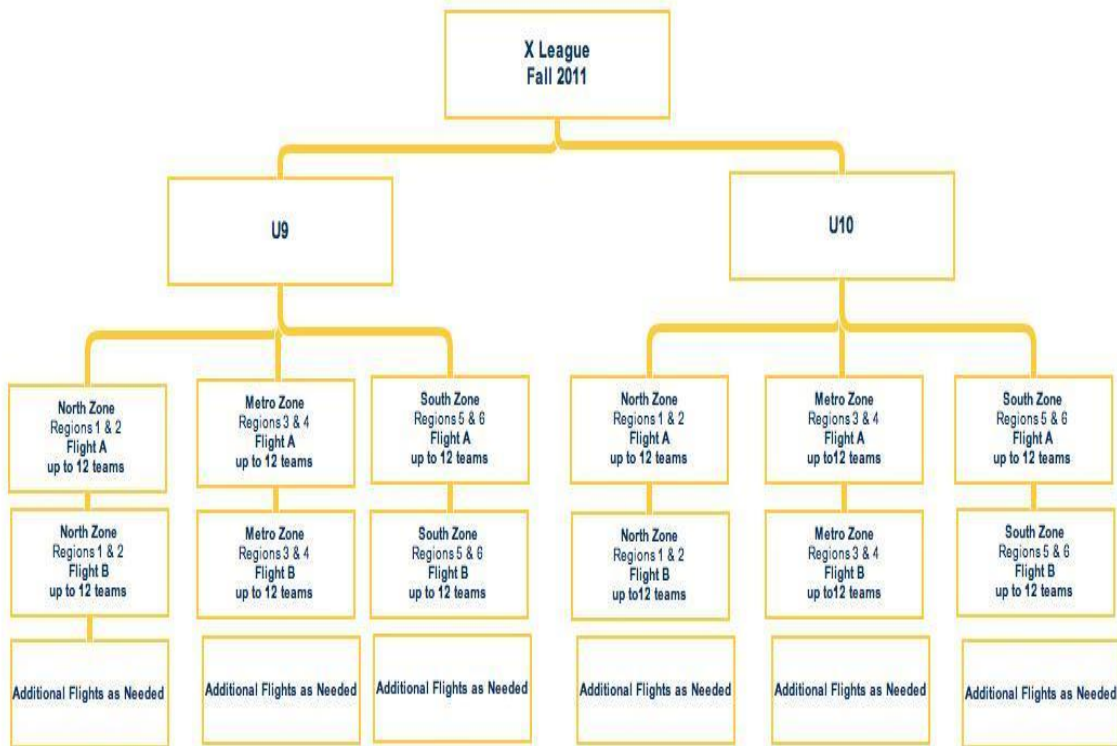 X League
Fall 2011
U9
U10
North Zone
Regions 1 & 2
Flight A
up to 12 teams
Metro Zone
Regions 3 & 4
Flight A
up to 12 teams
South Zone
Regions 5 & 6
Flight A
up to 12 teams
North Zone
Regions 1 & 2
Flight A
up to 12 teams
Metro Zone
Regions 3 & 4
Flight A
up to12 teams
South Zone
Regions 5 & 6
Flight A
up to 12 teams
North Zone
Regions 1 & 2
Flight B
up to 12 teams
Metro Zone
Regions 3 & 4
Flight B
up to 12 teams
South Zone
Regions 5 & 6
Flight B
up to 12 teams
North Zone
Regions 1 & 2
Flight B
up to12 teams
Metro Zone
Regions 3 & 4
Flight B
up to12 teams
South Zone
Regions 5 & 6
Flight B
up to 12 teams
Additional Flights as Needed
Additional Flights as Needed
Additional Flights as Needed
Additional Flights as Needed
Additional Flights as Needed
Additional Flights as Needed